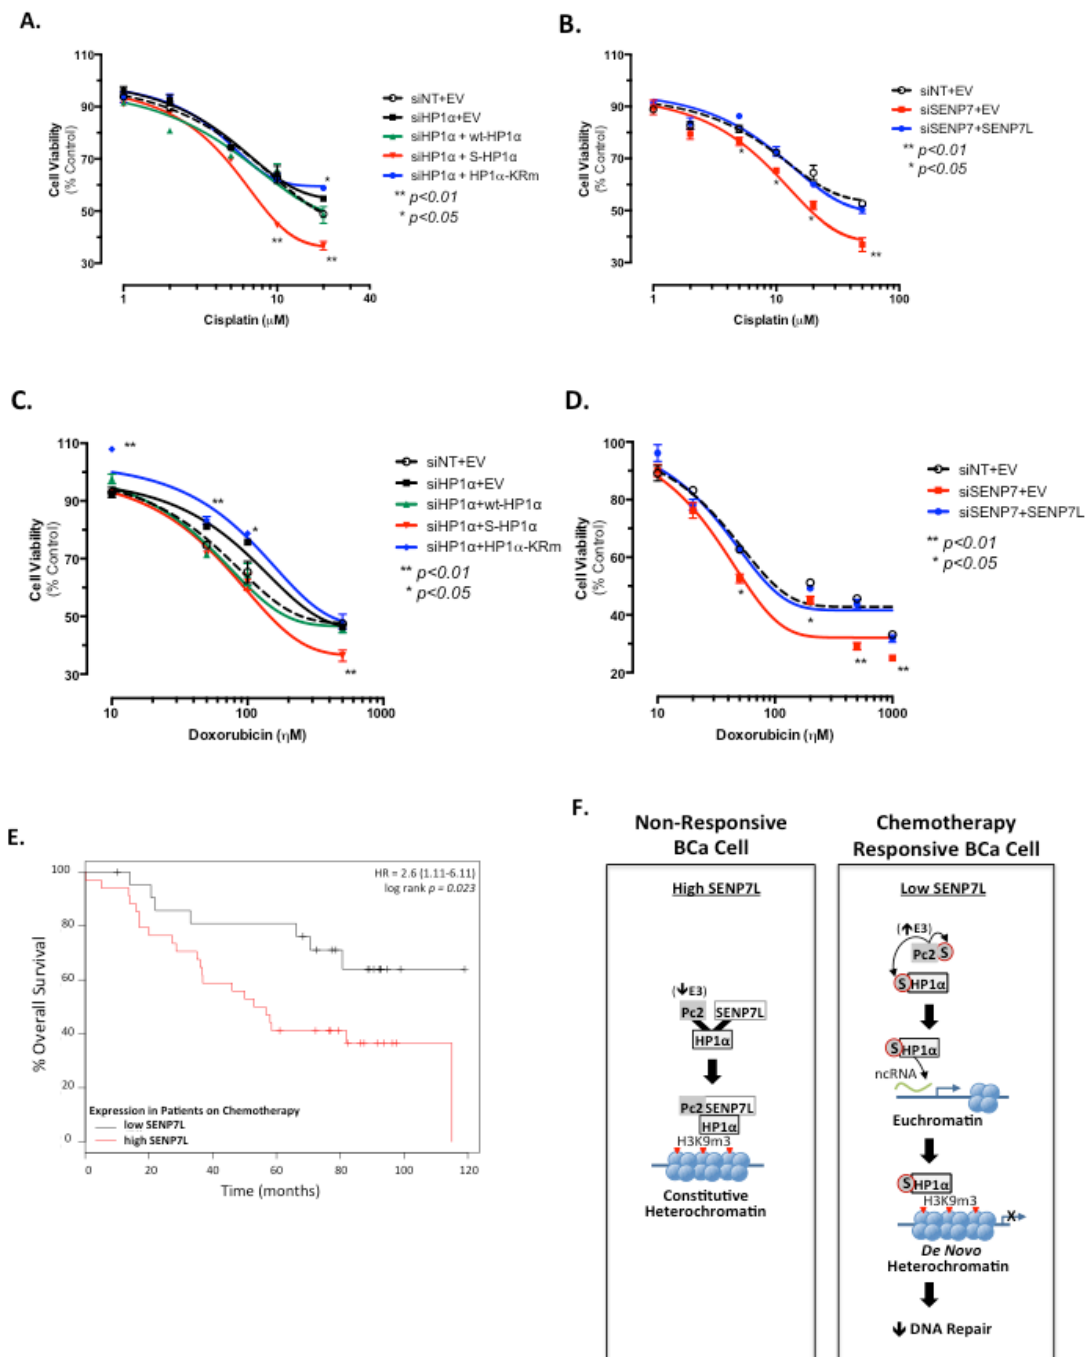 A.
110
90
70
50
30
Cell Viability
(% Control)
1
10
40
Cisplatin (µM)
siNT+EV
siHP1α+EV
siHP1α + wt-HP1α
siHP1α + S-HP1α
siHP1α + HP1α-KRm
** p<0.01
* p<0.05
*
**
**
B.
110
90
70
50
30
Cell Viability
(% Control)
1
10
100
Cisplatin (µM)
siNT+EV
siSENP7+EV
siSENP7+SENP7L
** p<0.01
* p<0.05
*
*
*
**
C.
110
90
70
50
30
Cell Viability
(% Control)
10
100
1000
Doxorubicin (ηM)
siNT+EV
siHP1α+EV
siHP1α+wt-HP1α
siHP1α+S-HP1α
siHP1α+HP1α-KRm
** p<0.01
* p<0.05
**
**
*
**
D.
100
80
60
40
20
Cell Viability
(% Control)
10
100
1000
Doxorubicin (ηM)
siNT+EV
siSENP7+EV
siSENP7+SENP7L
** p<0.01
* p<0.05
*
*
**
**
E.
100
80
60
40
20
0
% Overall Survival
HR = 2.6 (1.11-6.11)
log rank p = 0.023
Expression in Patients on Chemotherapy
low SENP7L
high SENP7L
0
20
40
60
80
100
120
Time (months)
F.
Non-Responsive
BCa Cell
High SENP7L
(↓E3)
Pc2
SENP7L
HP1α
Pc2 SENP7L
HP1α
H3K9m3
Constitutive
Heterochromatin
Chemotherapy
Responsive BCa Cell
Low SENP7L
(↑E3)
Pc2 S
S HP1α
S HP1α
ncRNA
Euchromatin
S HP1α
H3K9m3
X
De Novo
Heterochromatin
↓ DNA Repair